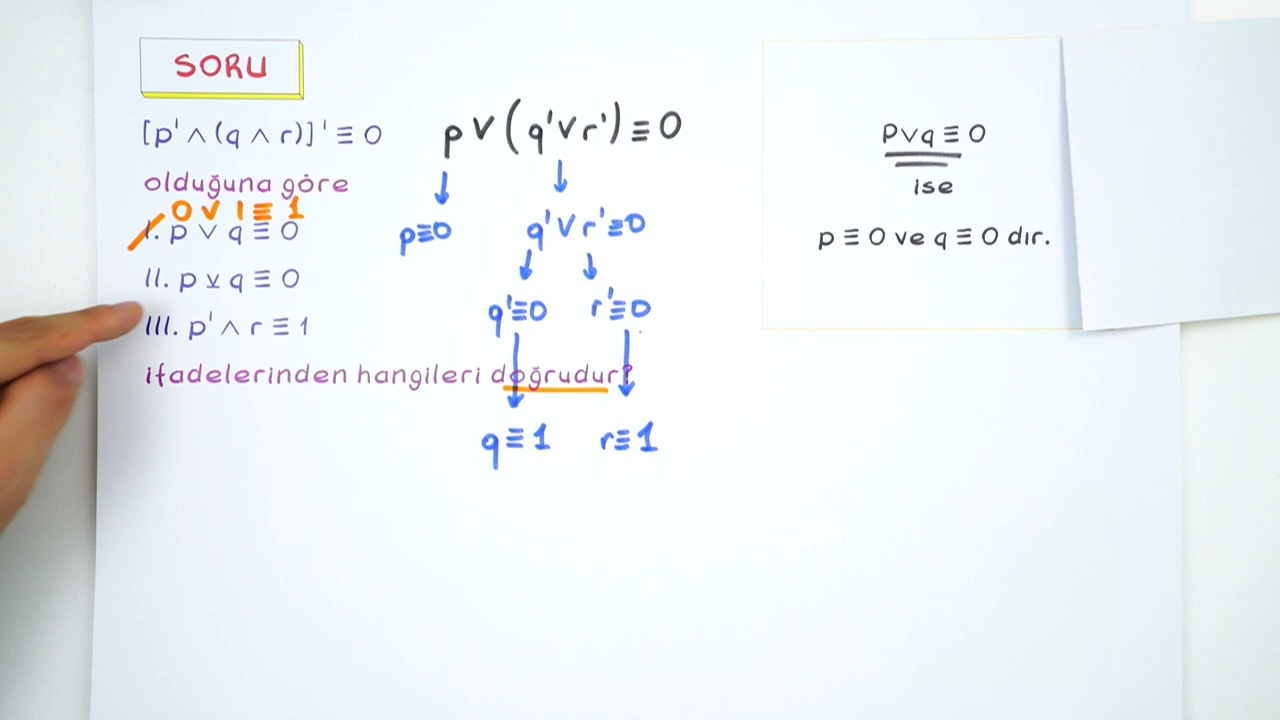 SORU
[p' ∧ (q ∧ r)]' ≡ 0
olduğuna göre
0 ∨ 1 ≡ 1
I. p ∨ q ≡ 0
II. p ⊻ q ≡ 0
III. p' ∧ r ≡ 1
ifadelerinden hangileri doğrudur?
p ∨ (q' ∨ r') ≡ 0
p ≡ 0
q' ∨ r' ≡ 0
q' ≡ 0
r' ≡ 0
q ≡ 1
r ≡ 1
p ∨ q ≡ 0
ise
p ≡ 0 ve q ≡ 0 dır.